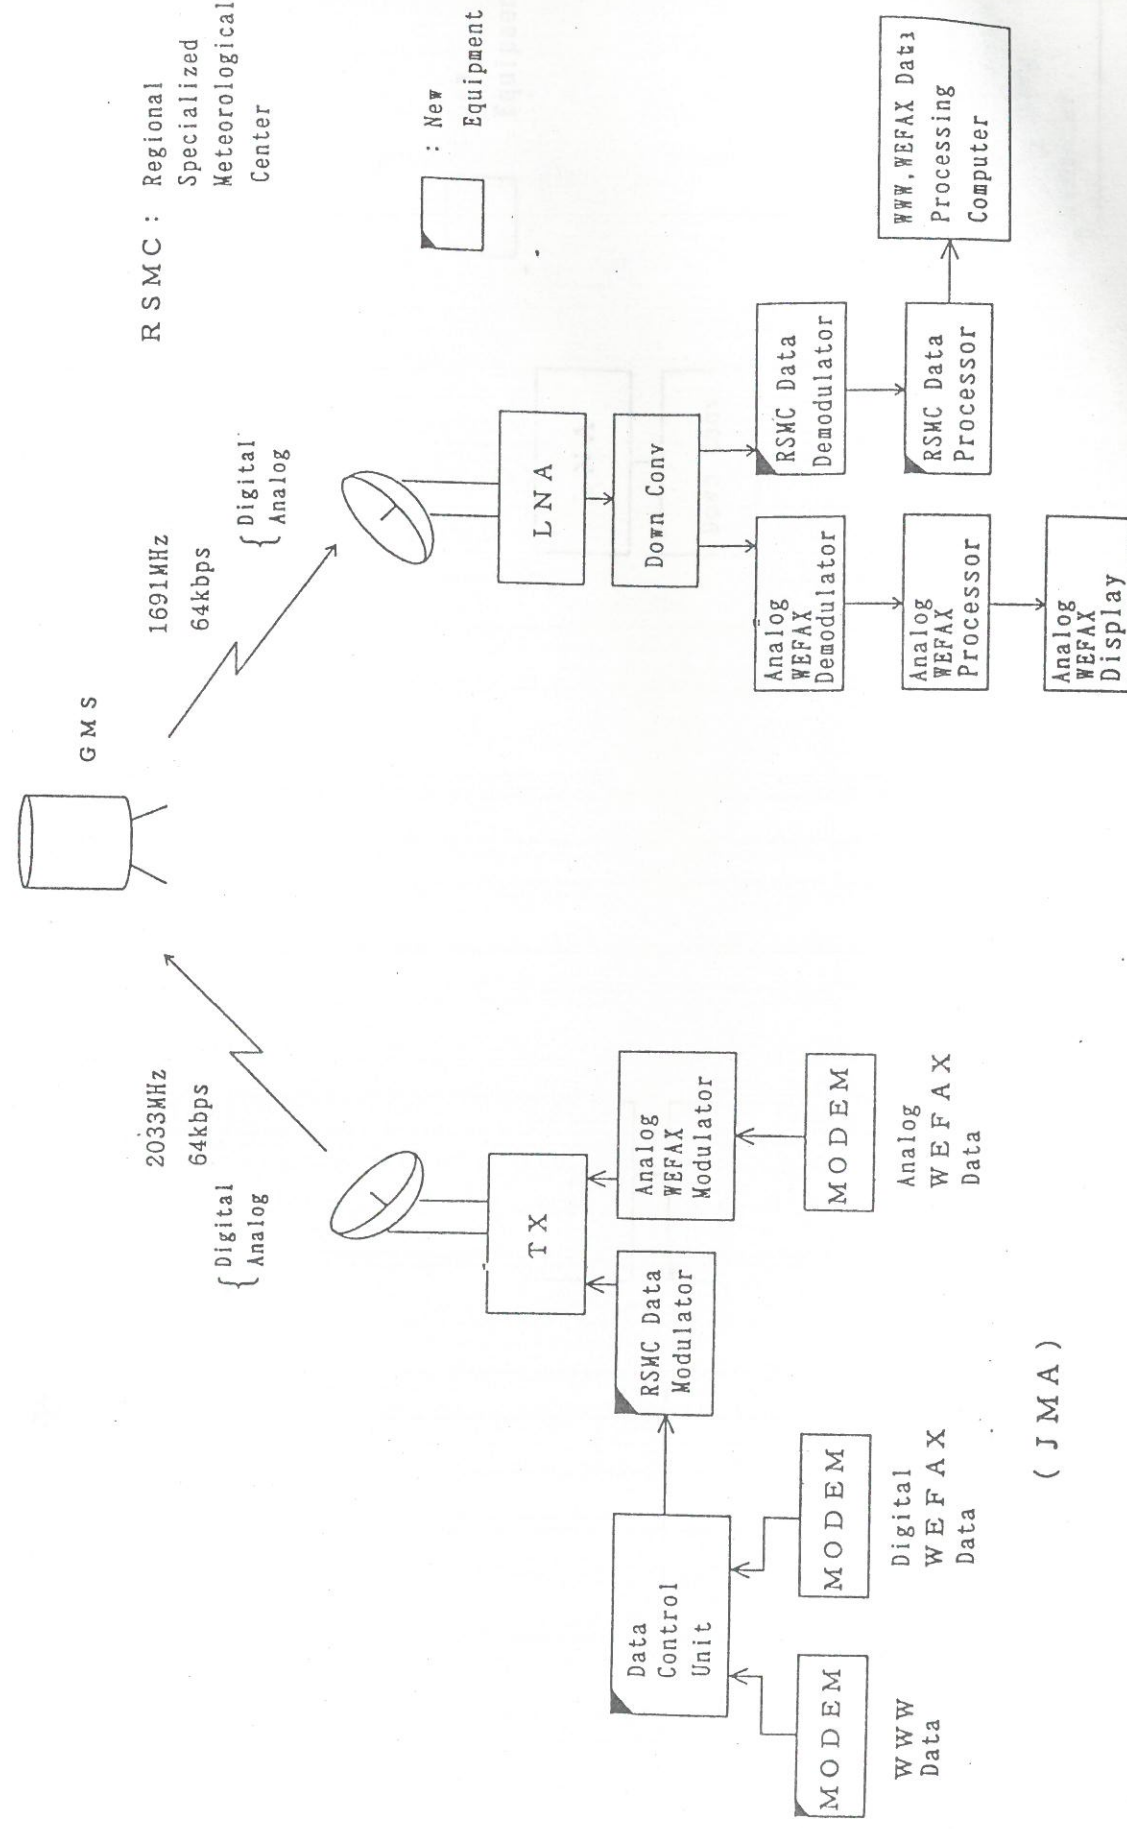 GMS
2033MHz
64kbps
{ Digital
Analog
1691MHz
64kbps
{ Digital
Analog
RSMC : Regional
Specialized
Meteorological
Center
: New
Equipment
TX
RSMC Data
Modulator
Analog
WEFAX
Modulator
Data
Control
Unit
MODEM
WWW
Data
MODEM
Digital
WEFAX
Data
MODEM
Analog
WEFAX
Data
(JMA)
LNA
Down Conv
Analog
WEFAX
Demodulator
RSMC Data
Demodulator
Analog
WEFAX
Processor
RSMC Data
Processor
Analog
WEFAX
Display
WWW,WEFAX Data
Processing
Computer